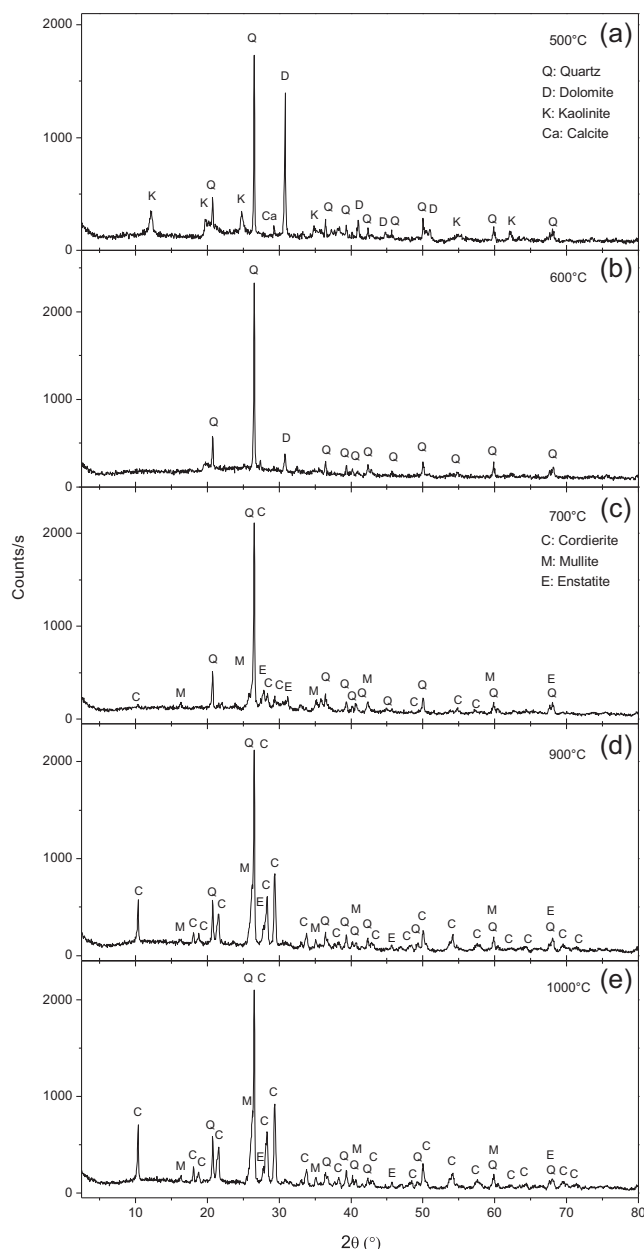 2000
500°C (a)
Q
Q: Quartz
D
D: Dolomite
K: Kaolinite
Ca: Calcite
1000
K K Q K Ca K Q Q D Q D Q Q D K Q K Q
0
(b)
Q
600°C
2000
1000
Q D Q Q Q Q Q Q Q Q Q
0
(c)
Q C
700°C
C: Cordierite
M: Mullite
E: Enstatite
2000
1000
C M Q M E C C E M Q Q Q Q M Q Q C C C M Q E Q
0
(d)
Q C
900°C
2000
1000
C M C C Q C M E C C C M Q C Q Q M Q C E C Q C C C M Q C C E Q C C
0
(e)
Q C
1000°C
2000
1000
C M C C Q C M E C C C M Q C Q Q M Q C E C Q C C C M Q C C E Q C C
0
0 10 20 30 40 50 60 70 80
Counts/s
2θ (°)